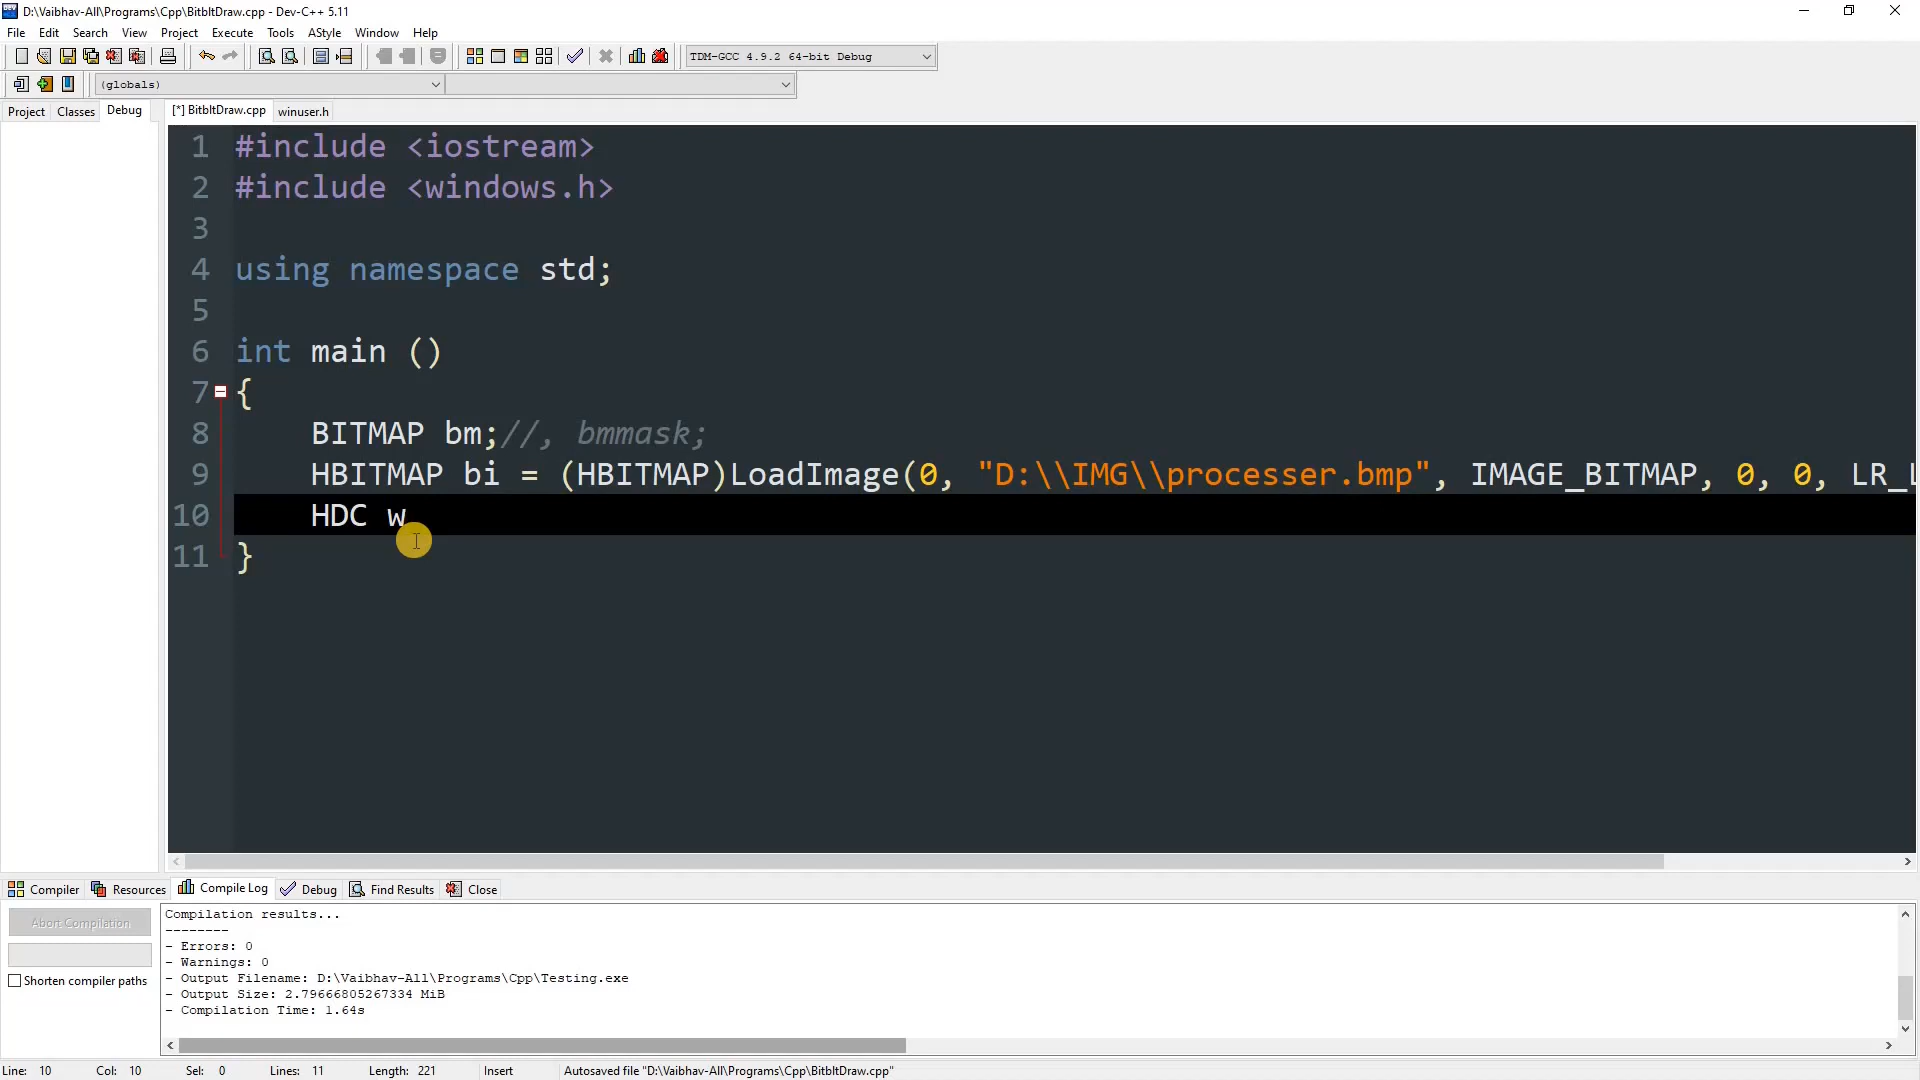 D:\Vaibhav-All\Programs\Cpp\BitbltDraw.cpp - Dev-C++ 5.11
File Edit Search View Project Execute Tools AStyle Window Help
TDM-GCC 4.9.2 64-bit Debug
(globals)
Project Classes Debug [*] BitbltDraw.cpp winuser.h
1 #include <iostream>
2 #include <windows.h>
3
4 using namespace std;
5
6 int main ()
7 {
8 BITMAP bm;//, bmmask;
9 HBITMAP bi = (HBITMAP)LoadImage(0, "D:\\IMG\\processer.bmp", IMAGE_BITMAP, 0, 0, LR_L
10 HDC w
11 }
Compiler Resources Compile Log Debug Find Results Close
Abort Compilation
Shorten compiler paths
Compilation results...
--------
- Errors: 0
- Warnings: 0
- Output Filename: D:\Vaibhav-All\Programs\Cpp\Testing.exe
- Output Size: 2.79666805267334 MiB
- Compilation Time: 1.64s
Line: 10 Col: 10 Sel: 0 Lines: 11 Length: 221 Insert Autosaved file "D:\Vaibhav-All\Programs\Cpp\BitbltDraw.cpp"